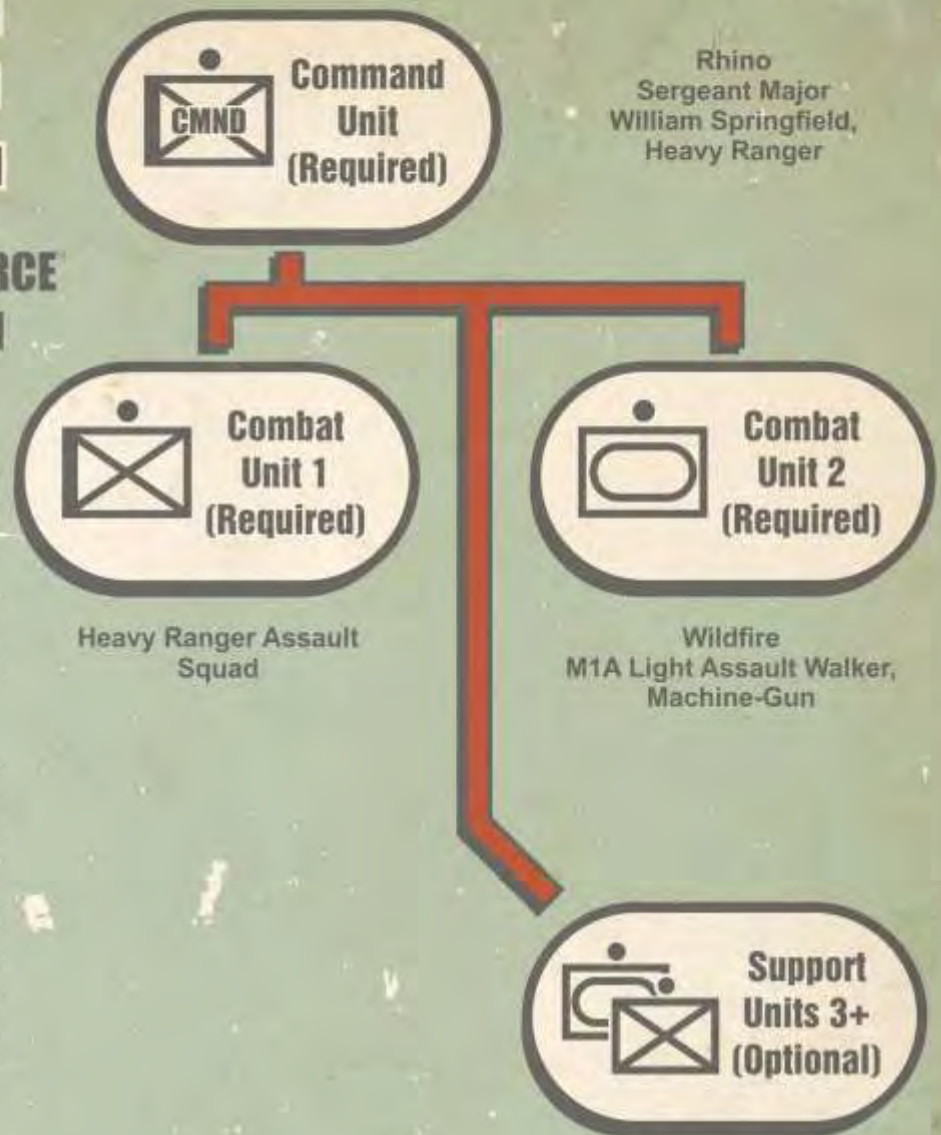 CMND
Command
Unit
(Required)
Rhino
Sergeant Major
William Springfield,
Heavy Ranger
Combat
Unit 1
(Required)
Combat
Unit 2
(Required)
Heavy Ranger Assault
Squad
Wildfire
M1A Light Assault Walker,
Machine-Gun
Support
Units 3+
(Optional)